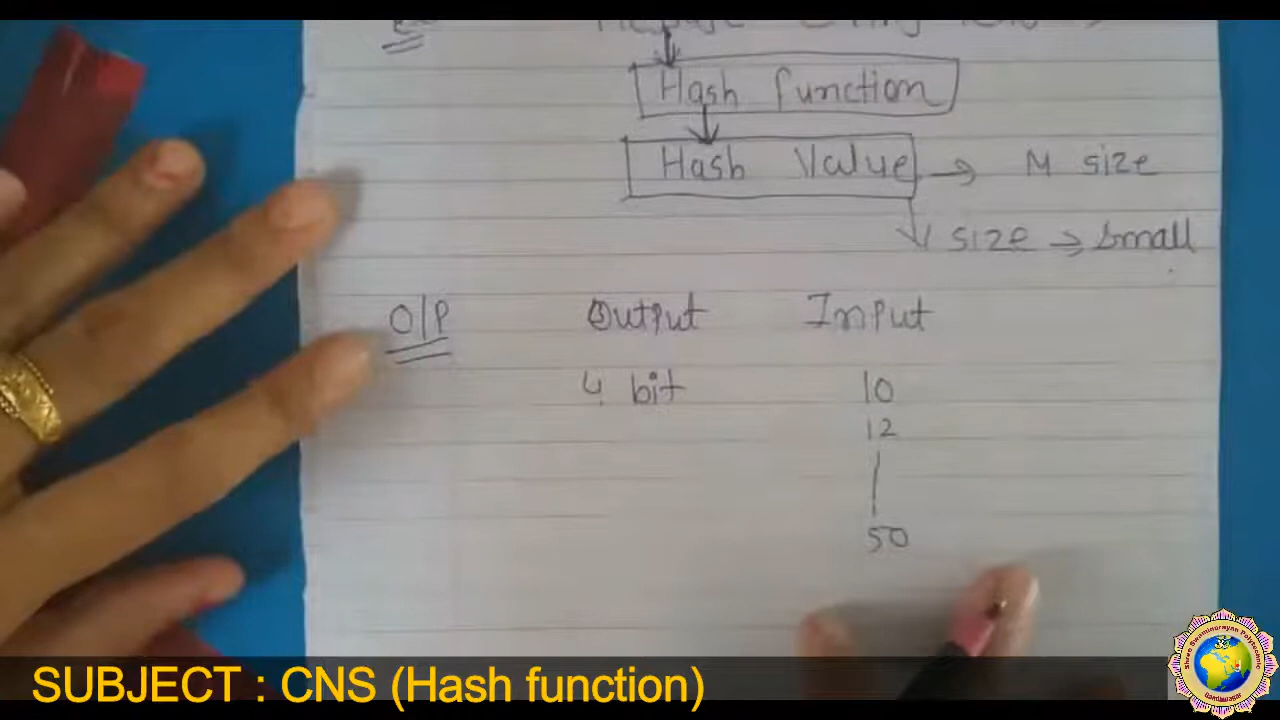 Hash function
Hash Value → M size
size → Small
O/P Output Input
4 bit 10
12
50
SUBJECT : CNS (Hash function)